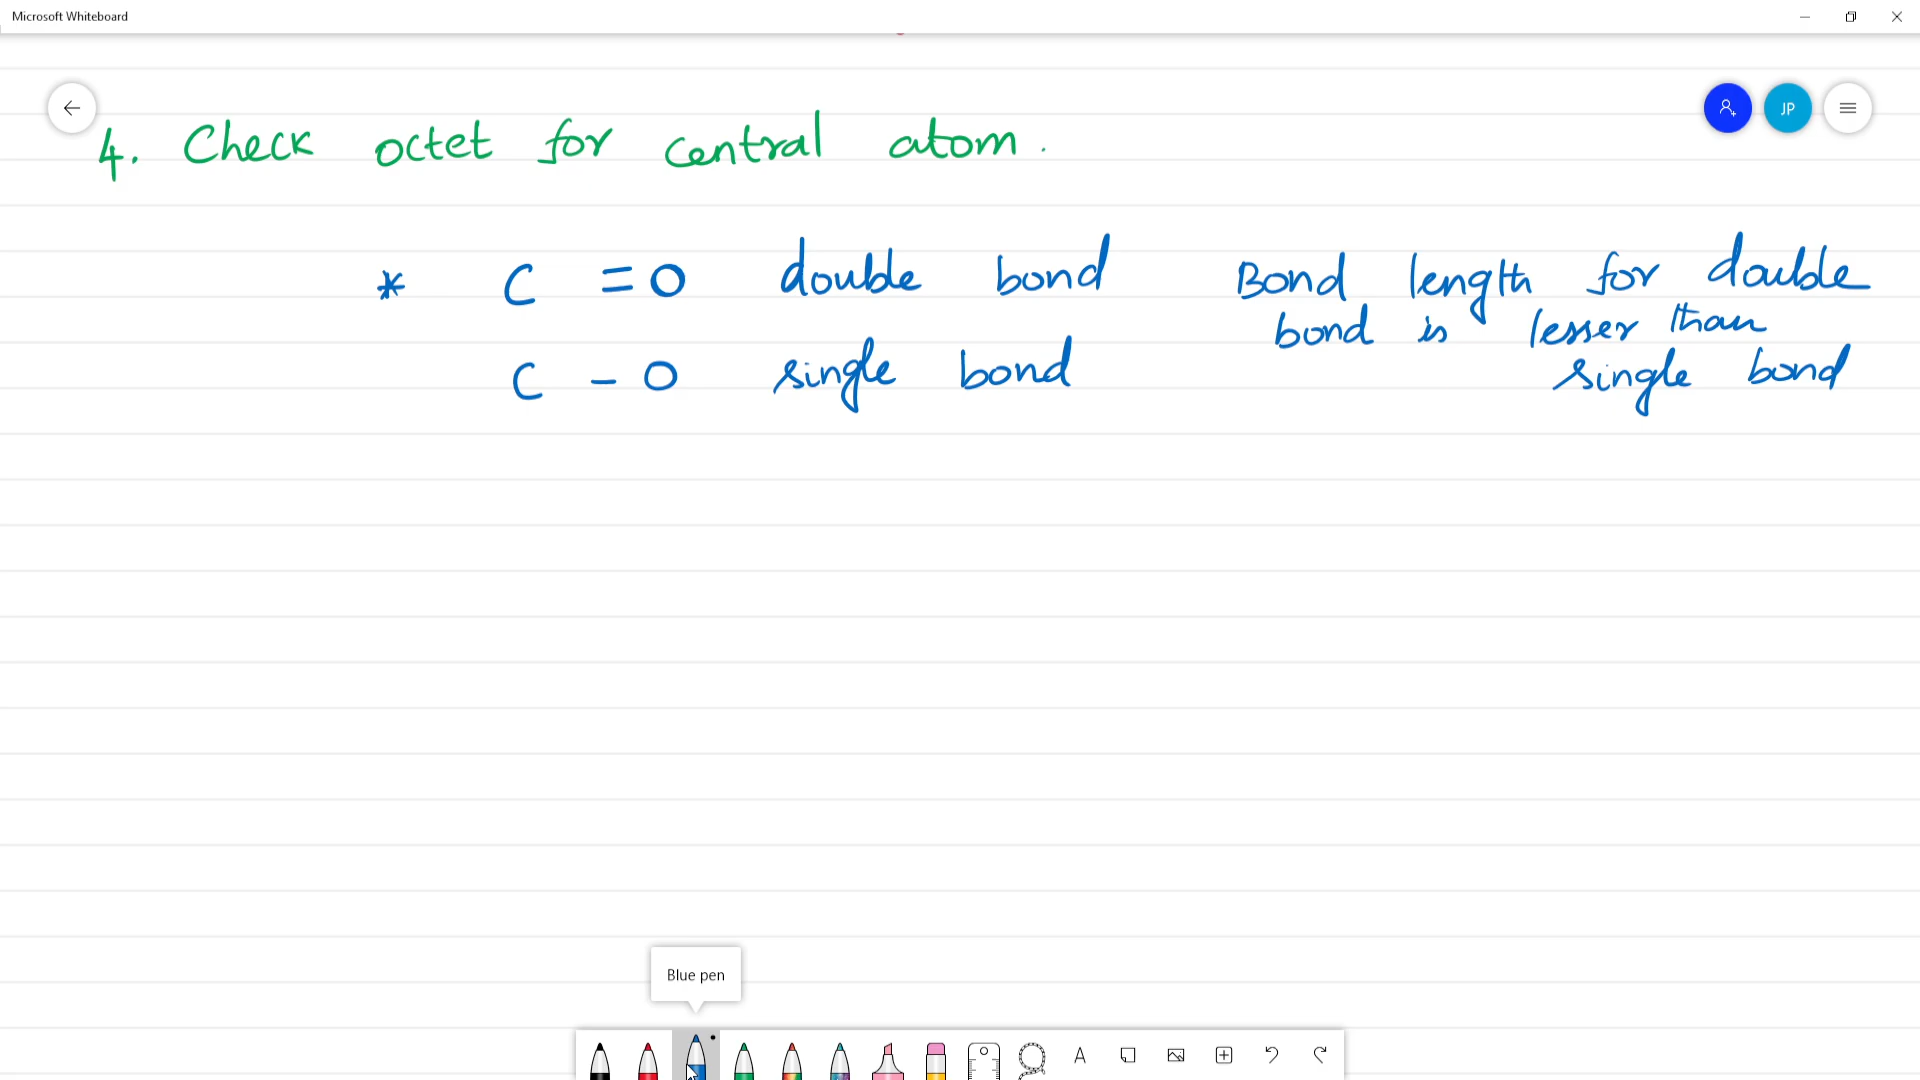 Microsoft Whiteboard
JP
4. Check octet for central atom.
* C = O double bond Bond length for double
bond is lesser than
C - O single bond single bond
Blue pen
A